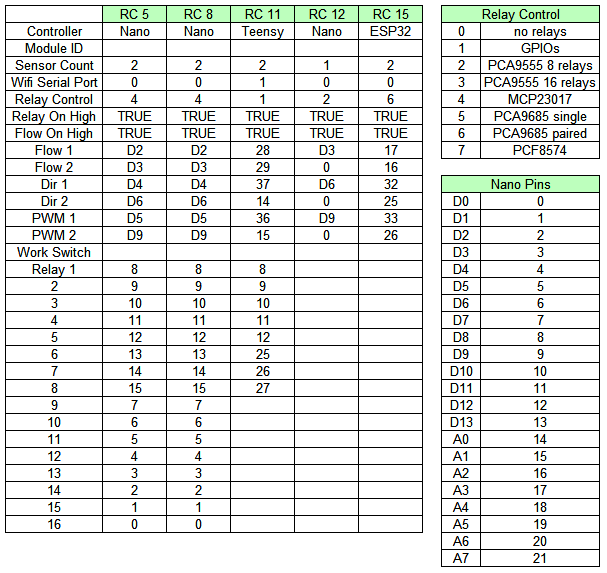 RC 5 RC 8 RC 11 RC 12 RC 15
Controller Nano Nano Teensy Nano ESP32
Module ID
Sensor Count 2 2 2 1 2
Wifi Serial Port 0 0 1 0 0
Relay Control 4 4 1 2 6
Relay On High TRUE TRUE TRUE TRUE TRUE
Flow On High TRUE TRUE TRUE TRUE TRUE
Flow 1 D2 D2 28 D3 17
Flow 2 D3 D3 29 0 16
Dir 1 D4 D4 37 D6 32
Dir 2 D6 D6 14 0 25
PWM 1 D5 D5 36 D9 33
PWM 2 D9 D9 15 0 26
Work Switch
Relay 1 8 8 8
2 9 9 9
3 10 10 10
4 11 11 11
5 12 12 12
6 13 13 25
7 14 14 26
8 15 15 27
9 7 7
10 6 6
11 5 5
12 4 4
13 3 3
14 2 2
15 1 1
16 0 0
Relay Control
0 no relays
1 GPIOs
2 PCA9555 8 relays
3 PCA9555 16 relays
4 MCP23017
5 PCA9685 single
6 PCA9685 paired
7 PCF8574
Nano Pins
D0 0
D1 1
D2 2
D3 3
D4 4
D5 5
D6 6
D7 7
D8 8
D9 9
D10 10
D11 11
D12 12
D13 13
A0 14
A1 15
A2 16
A3 17
A4 18
A5 19
A6 20
A7 21